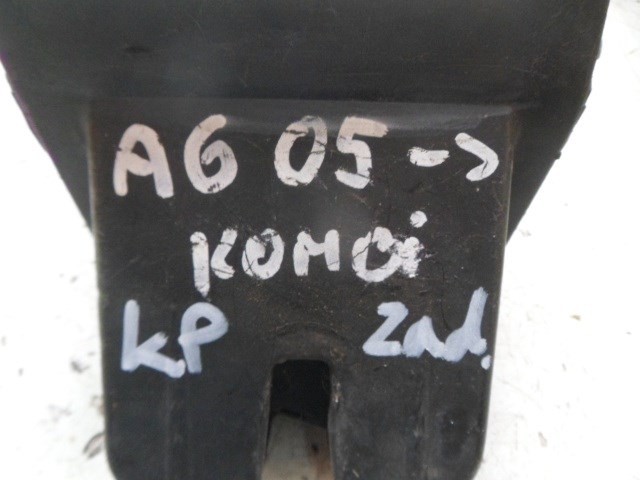 A6 05->
KOMBi
kP zad.